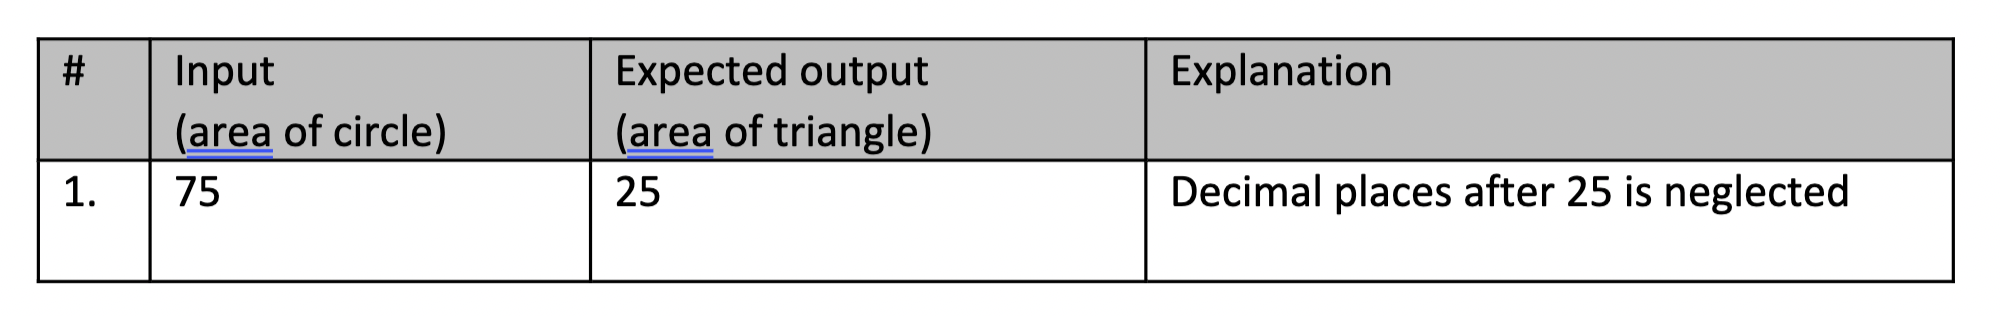 #
Input
(area of circle)
Expected output
(area of triangle)
Explanation
1.
75
25
Decimal places after 25 is neglected